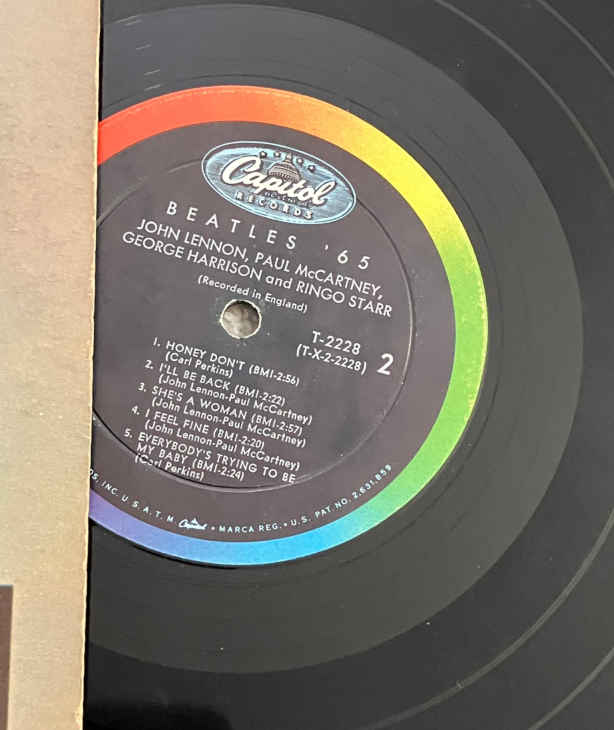 Capitol
RECORDS
BEATLES '65
JOHN LENNON, PAUL McCARTNEY,
GEORGE HARRISON and RINGO STARR
(Recorded in England)
T-2228
(T-X-2-2228)
2
1. HONEY DON'T (BMI-2:56)
(Carl Perkins)
2. I'LL BE BACK (BMI-2:22)
(John Lennon-Paul McCartney)
3. SHE'S A WOMAN (BMI-2:57)
(John Lennon-Paul McCartney)
4. I FEEL FINE (BMI-2:20)
(John Lennon-Paul McCartney)
5. EVERYBODY'S TRYING TO BE
MY BABY (BMI-2:24)
(Carl Perkins)
INC. U.S.A. T.M. Capitol • MARCA REG. • U.S. PAT. NO. 2,631,859